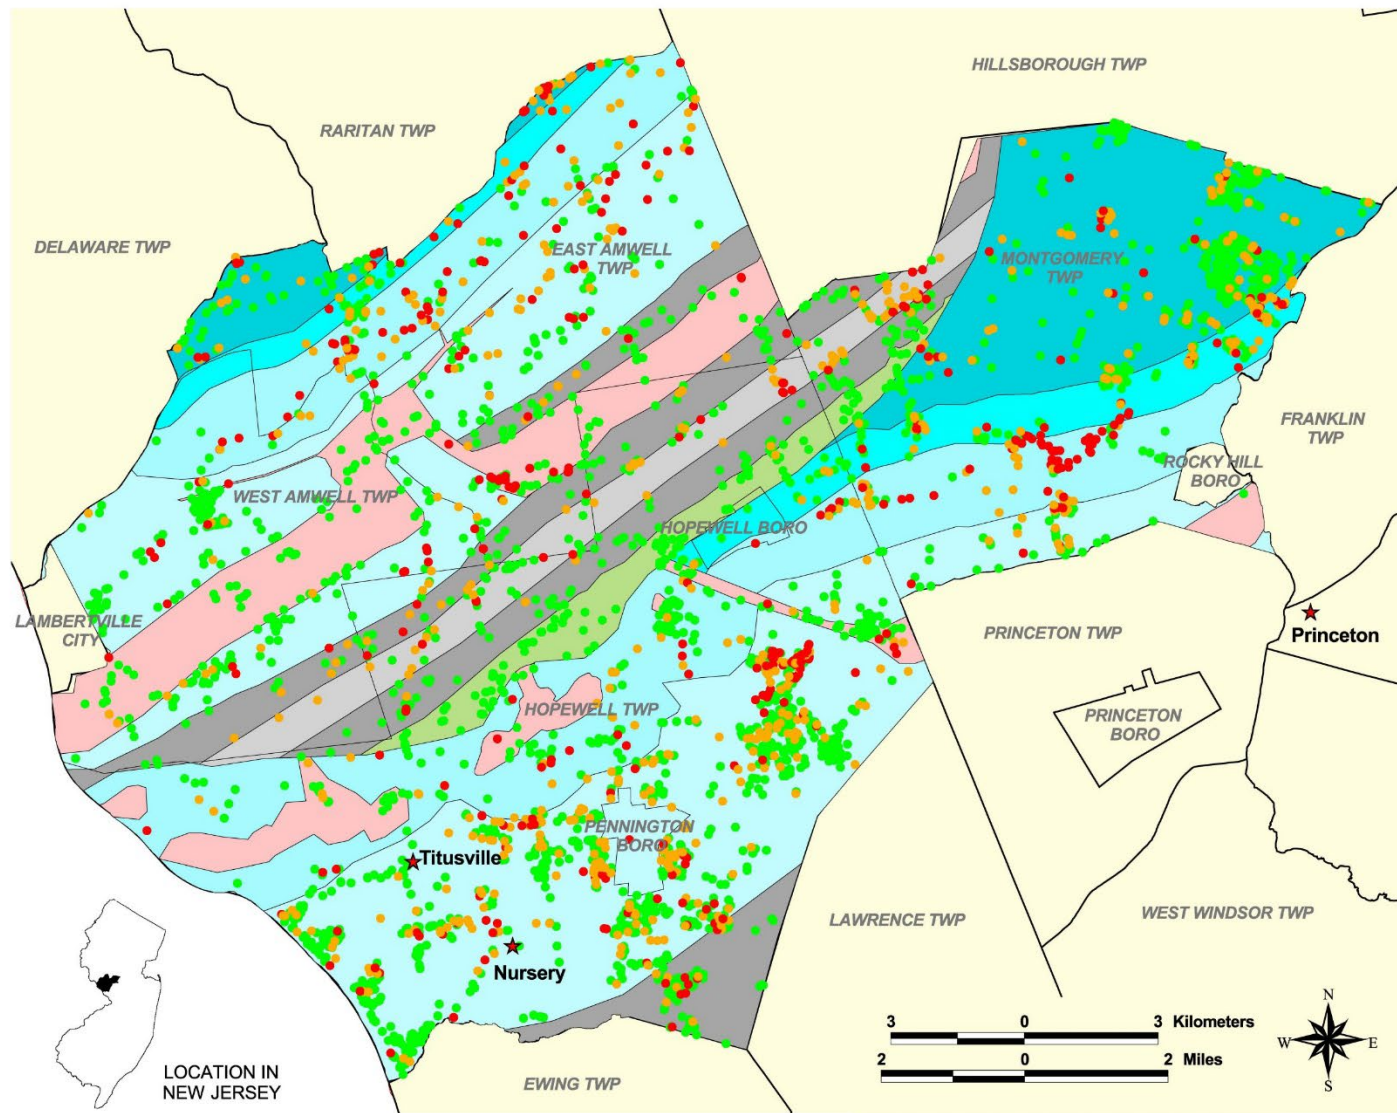 HILLSBOROUGH TWP
RARITAN TWP
DELAWARE TWP
EAST AMWELL
TWP
MONTGOMERY
TWP
FRANKLIN
TWP
ROCKY HILL
BORO
WEST AMWELL TWP
HOPEWELL BORO
LAMBERTVILLE
CITY
PRINCETON TWP
Princeton
HOPEWELL TWP
PRINCETON
BORO
PENNINGTON
BORO
Titusville
LAWRENCE TWP
WEST WINDSOR TWP
Nursery
3 0 3 Kilometers
2 0 2 Miles
N
W E
S
LOCATION IN
NEW JERSEY
EWING TWP